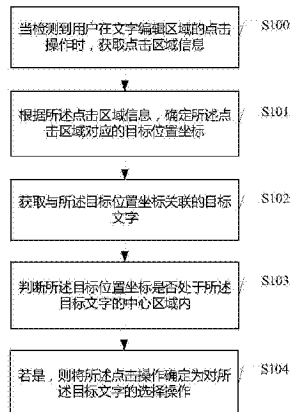 当检测到用户在文字编辑区域的点
击操作时，获取点击区域信息
S100
根据所述点击区域信息，确定所述点
击区域对应的目标位置坐标
S101
获取与所述目标位置坐标关联的目标
文字
S102
判断所述目标位置坐标是否处于所述
目标文字的中心区域内
S103
若是，则将所述点击操作确定为对所
述目标文字的选择操作
S104